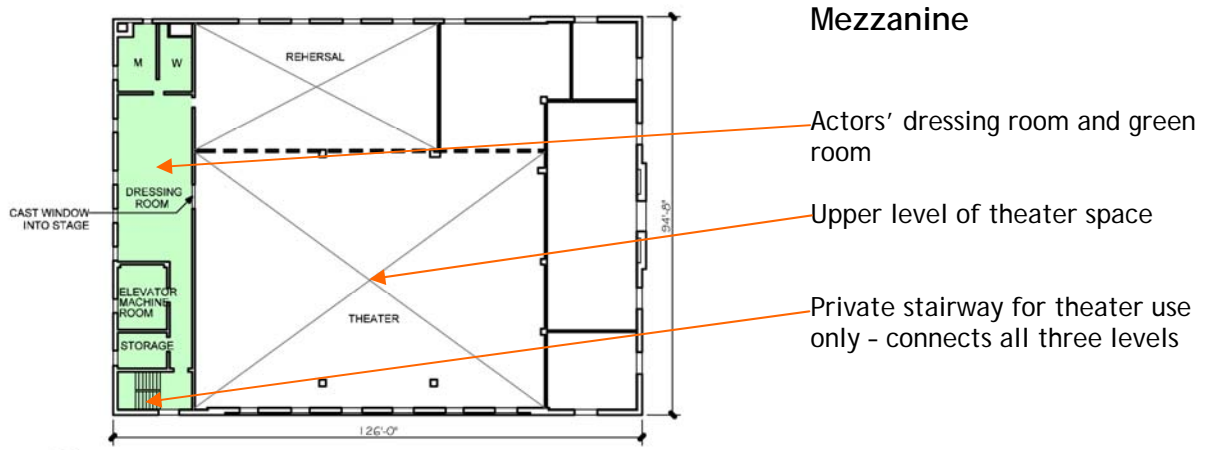 Mezzanine
M
W
REHERSAL
Actors’ dressing room and green
room
DRESSING
ROOM
CAST WINDOW
INTO STAGE
Upper level of theater space
94'-8"
ELEVATOR
MACHINE
ROOM
THEATER
Private stairway for theater use
only – connects all three levels
STORAGE
126'-0"